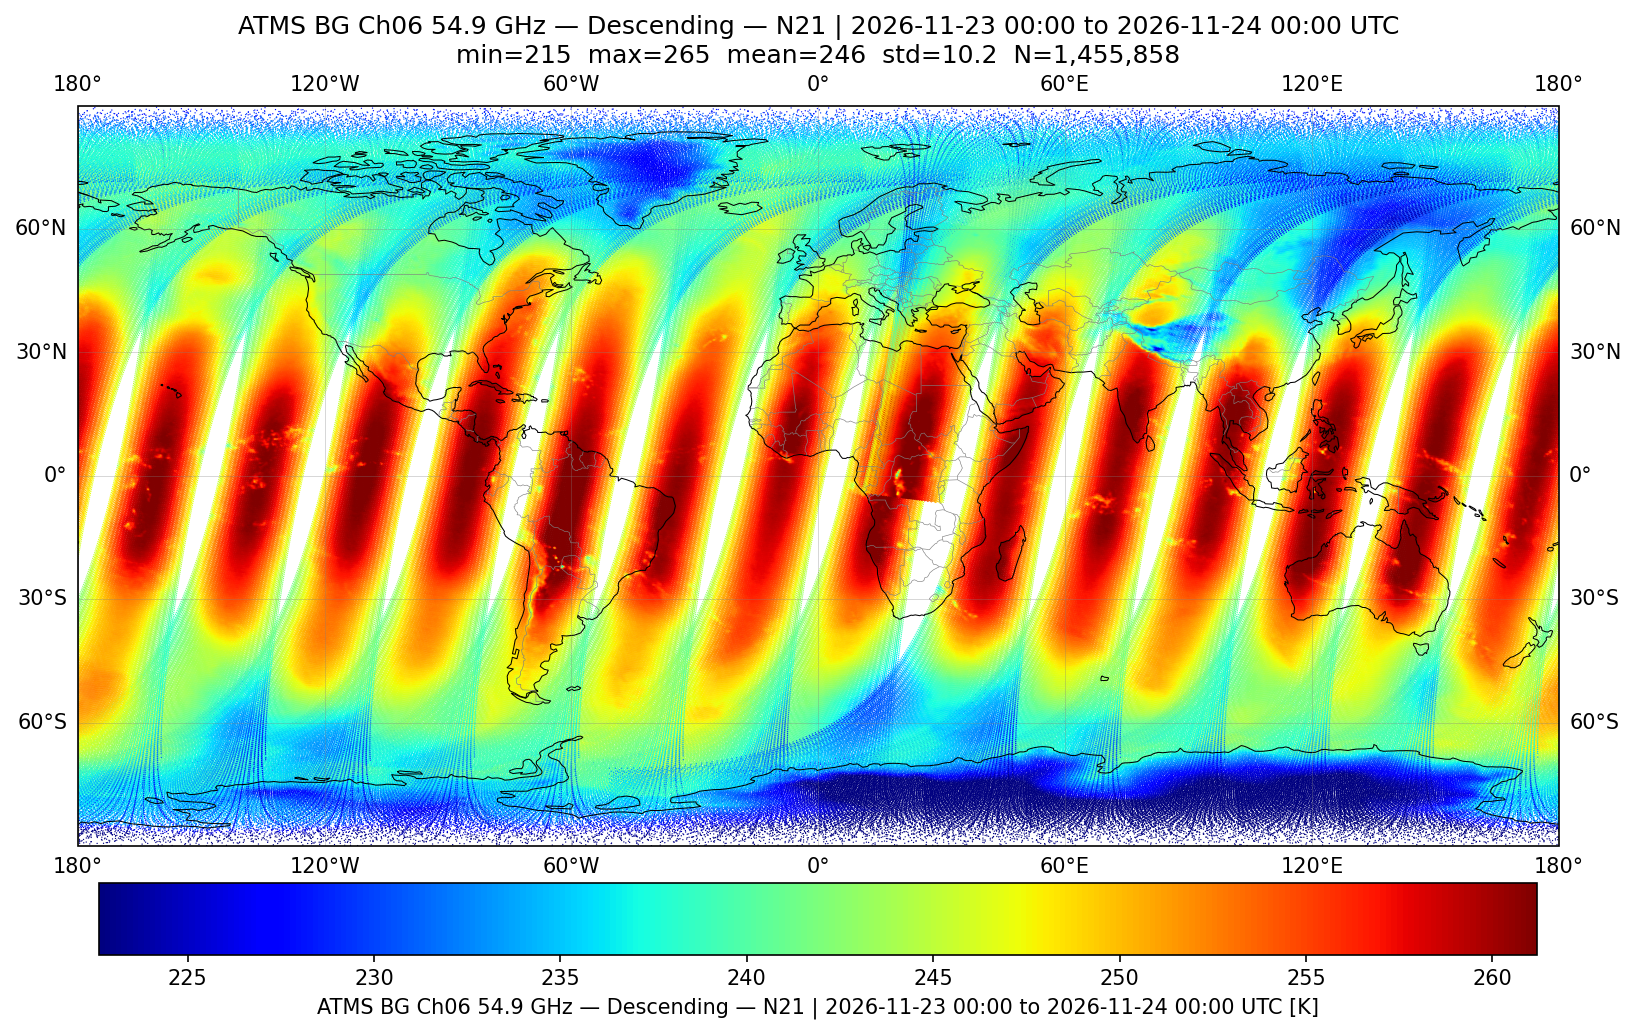 ATMS BG Ch06 54.9 GHz — Descending — N21 | 2026-11-23 00:00 to 2026-11-24 00:00 UTC
min=215 max=265 mean=246 std=10.2 N=1,455,858
180° 120°W 60°W 0° 60°E 120°E 180°
60°N 60°N
30°N 30°N
0° 0°
30°S 30°S
60°S 60°S
180° 120°W 60°W 0° 60°E 120°E 180°
225 230 235 240 245 250 255 260
ATMS BG Ch06 54.9 GHz — Descending — N21 | 2026-11-23 00:00 to 2026-11-24 00:00 UTC [K]